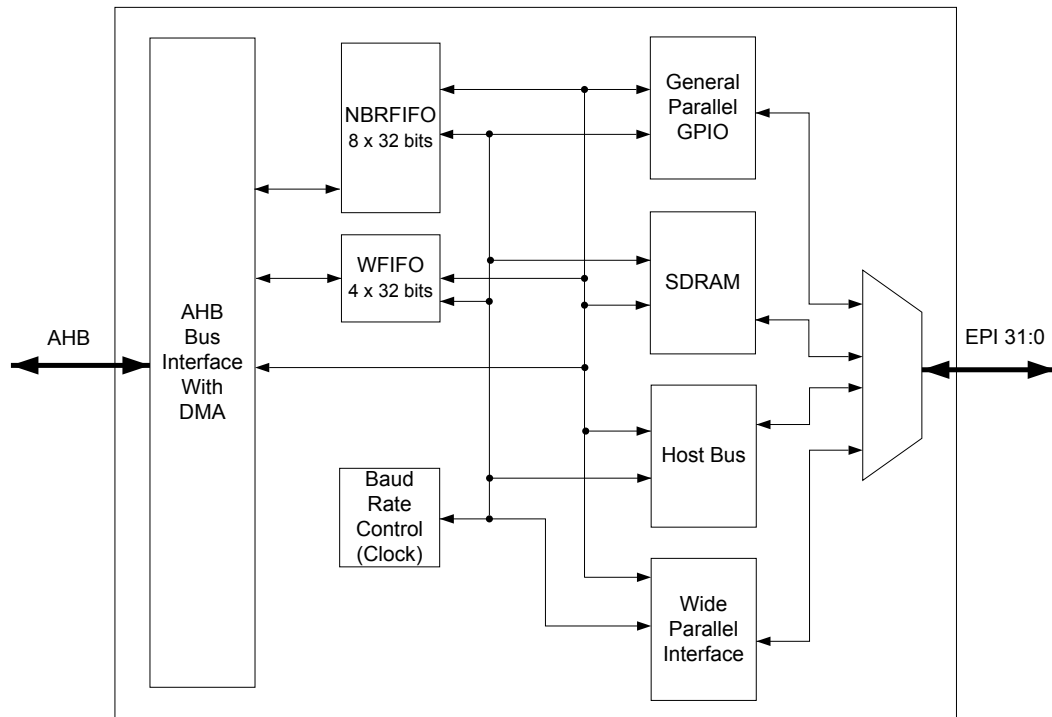 AHB
AHB
Bus
Interface
With
DMA
NBRFIFO
8 x 32 bits
WFIFO
4 x 32 bits
Baud
Rate
Control
(Clock)
General
Parallel
GPIO
SDRAM
Host Bus
Wide
Parallel
Interface
EPI 31:0